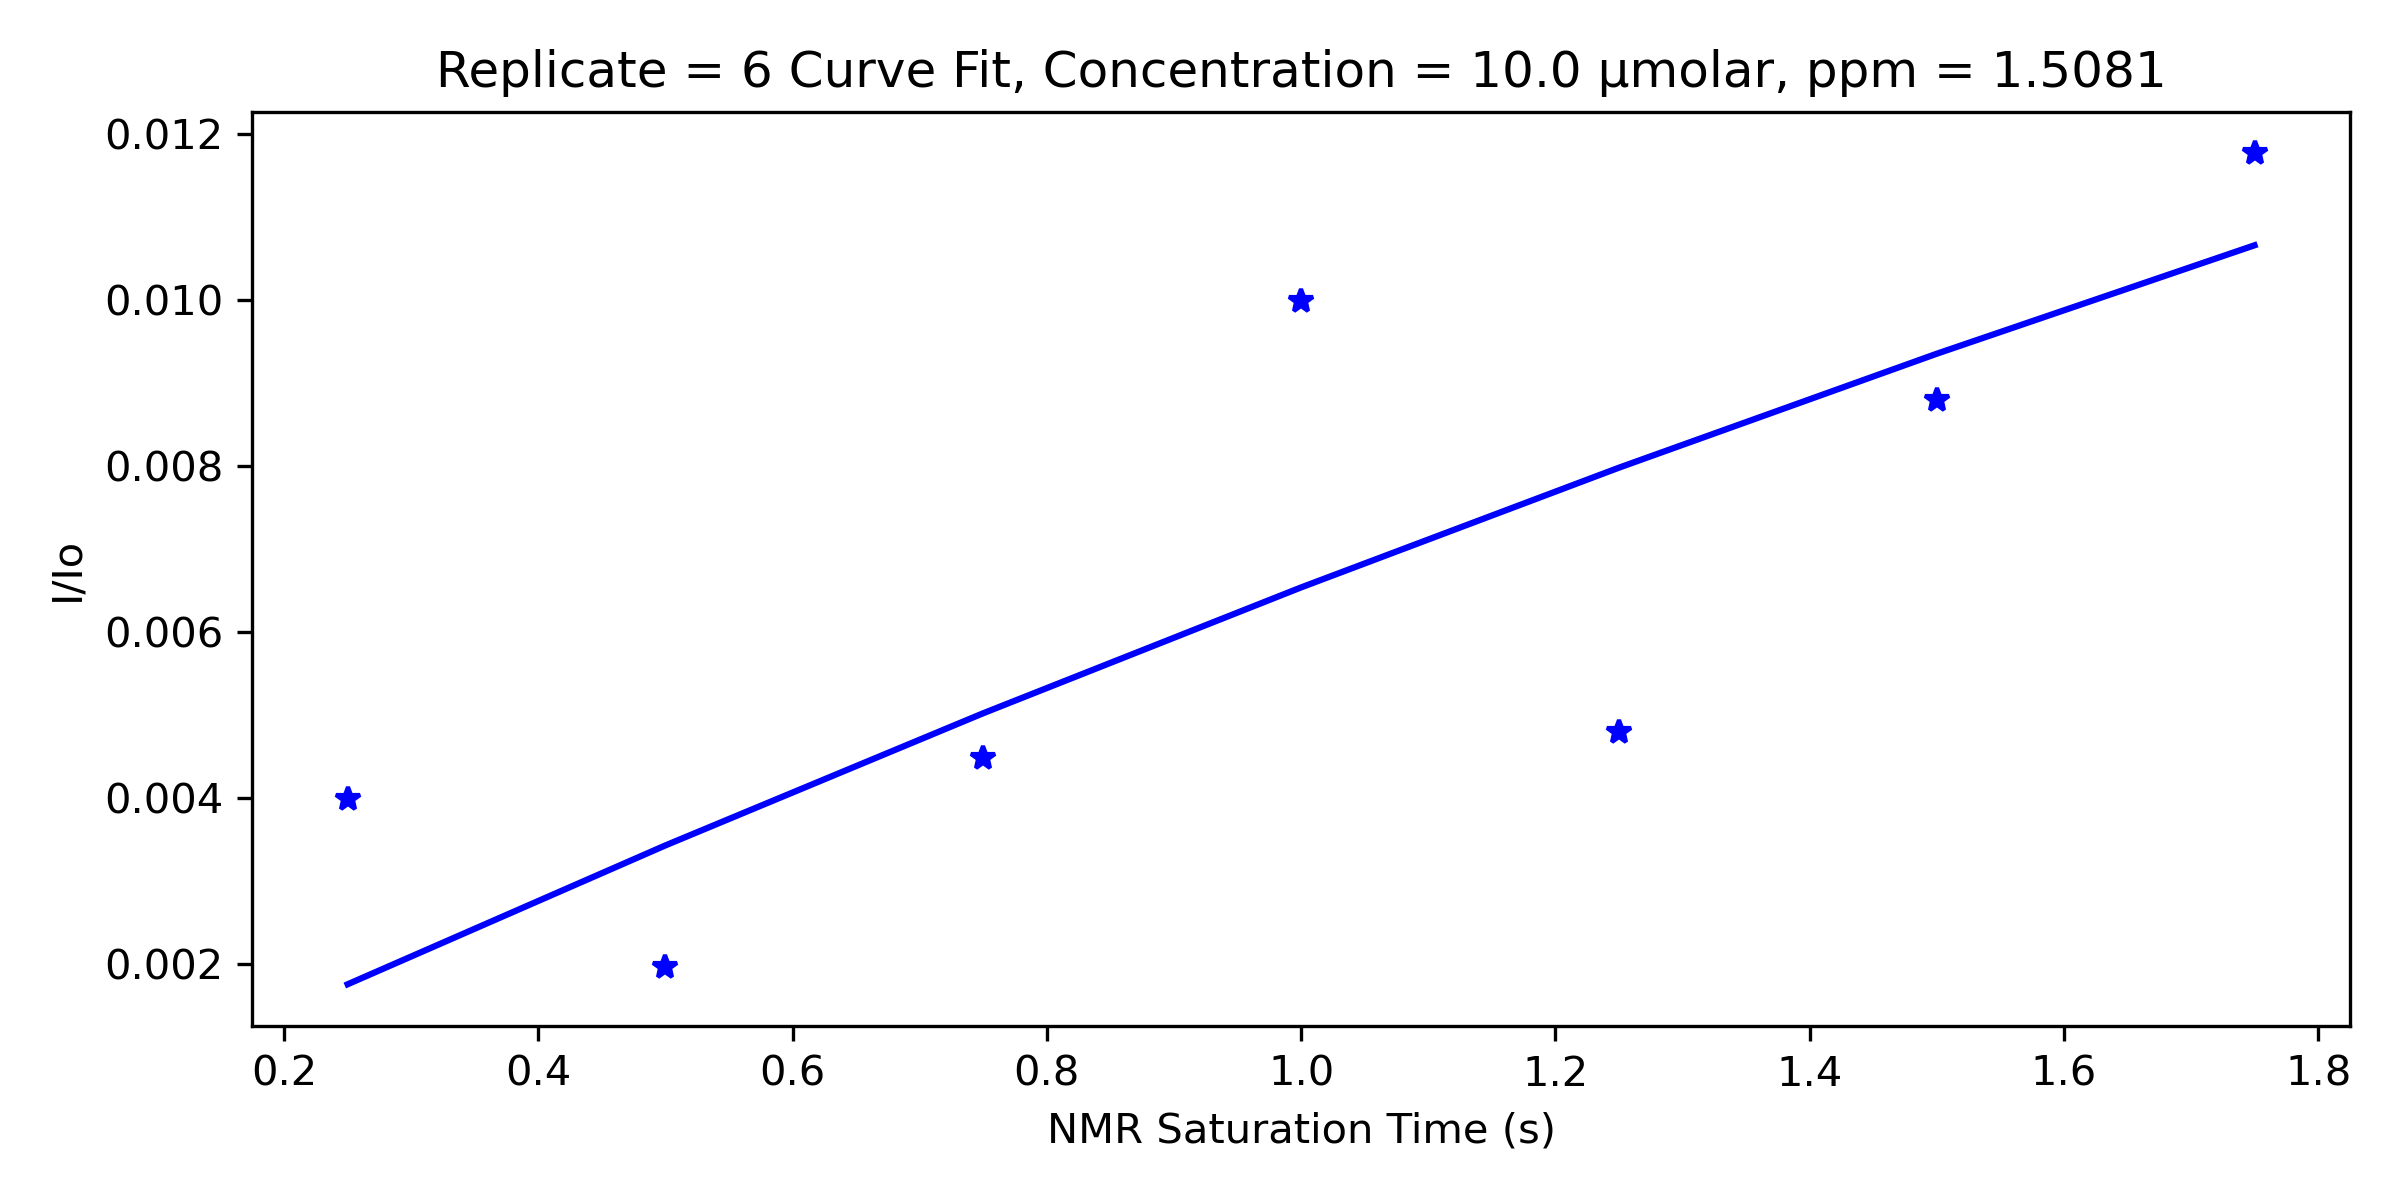 Replicate = 6 Curve Fit, Concentration = 10.0 µmolar, ppm = 1.5081
0.012
0.010
0.008
0.006
0.004
0.002
I/Io
0.2 0.4 0.6 0.8 1.0 1.2 1.4 1.6 1.8
NMR Saturation Time (s)